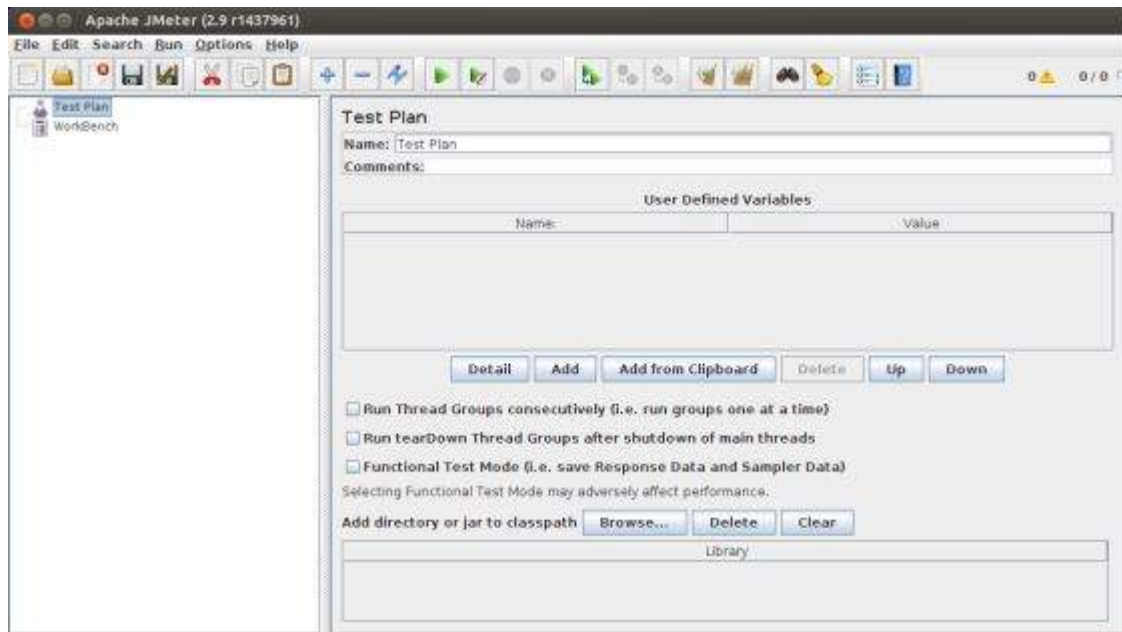 Apache JMeter (2.9 r1437961)
File Edit Search Run Options Help
0 0 / 0
Test Plan
WorkBench
Test Plan
Name: Test Plan
Comments:
User Defined Variables
Name: Value
Detail Add Add from Clipboard Delete Up Down
Run Thread Groups consecutively (i.e. run groups one at a time)
Run tearDown Thread Groups after shutdown of main threads
Functional Test Mode (i.e. save Response Data and Sampler Data)
Selecting Functional Test Mode may adversely affect performance.
Add directory or jar to classpath Browse... Delete Clear
Library